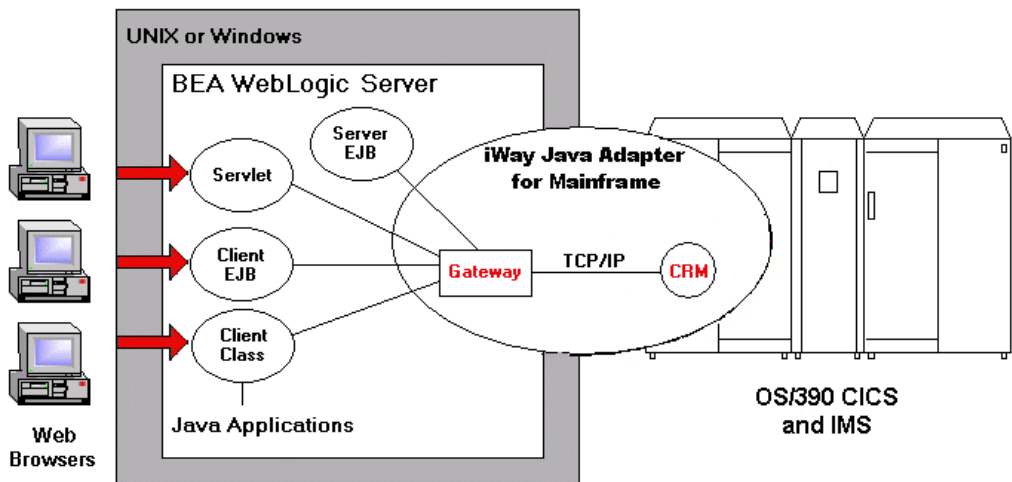 UNIX or Windows
BEA WebLogic Server
Server
EJB
iWay Java Adapter
for Mainframe
Servlet
Client
EJB
Gateway
TCP/IP
CRM
Client
Class
Java Applications
Web
Browsers
OS/390 CICS
and IMS